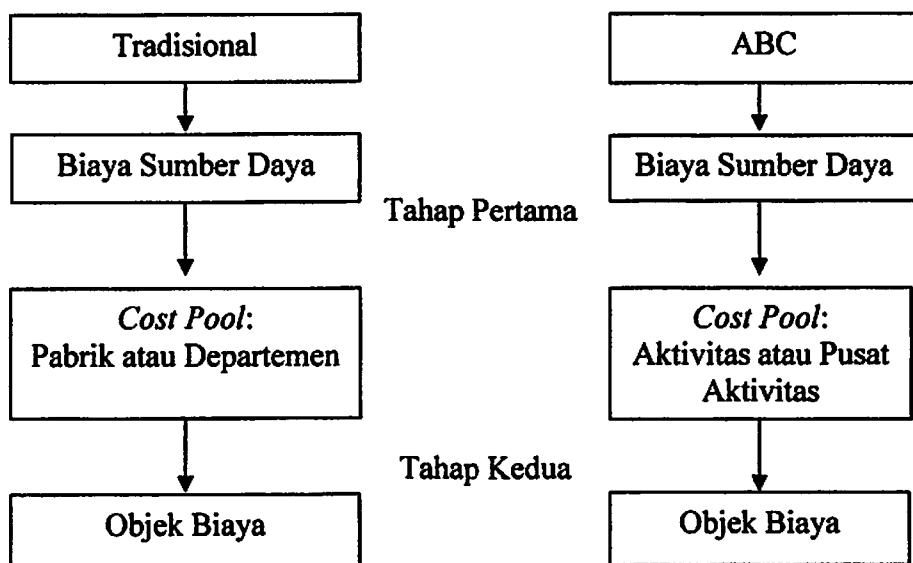 Tradisional
ABC
Biaya Sumber Daya
Biaya Sumber Daya
Tahap Pertama
Cost Pool:
Pabrik atau Departemen
Cost Pool:
Aktivitas atau Pusat
Aktivitas
Tahap Kedua
Objek Biaya
Objek Biaya